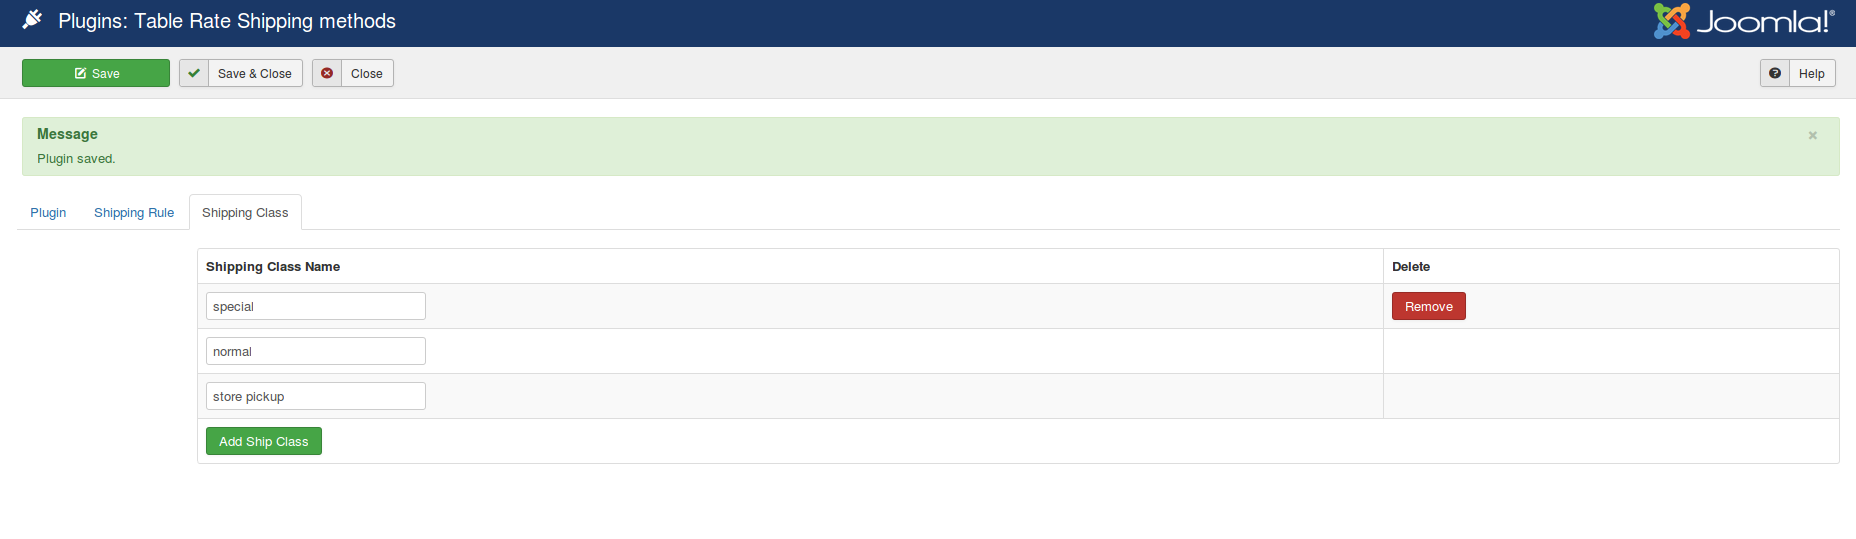 Plugins: Table Rate Shipping methods
Joomla!®
Save
Save & Close
Close
Help
Message
Plugin saved.
Plugin
Shipping Rule
Shipping Class
Shipping Class Name
Delete
special
Remove
normal
store pickup
Add Ship Class